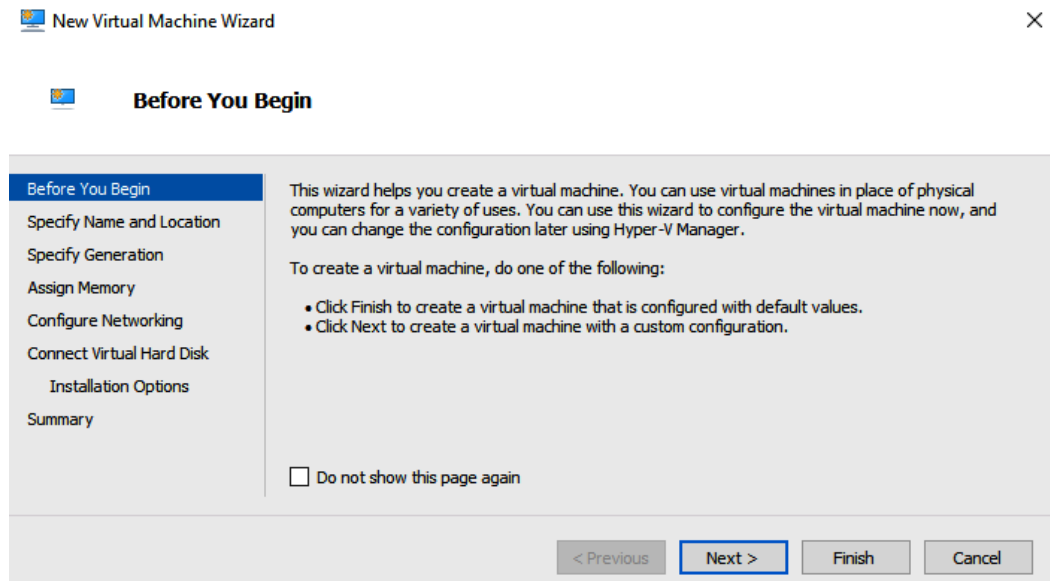 New Virtual Machine Wizard
Before You Begin
Before You Begin
Specify Name and Location
Specify Generation
Assign Memory
Configure Networking
Connect Virtual Hard Disk
Installation Options
Summary
This wizard helps you create a virtual machine. You can use virtual machines in place of physical
computers for a variety of uses. You can use this wizard to configure the virtual machine now, and
you can change the configuration later using Hyper-V Manager.
To create a virtual machine, do one of the following:
• Click Finish to create a virtual machine that is configured with default values.
• Click Next to create a virtual machine with a custom configuration.
Do not show this page again
< Previous
Next >
Finish
Cancel